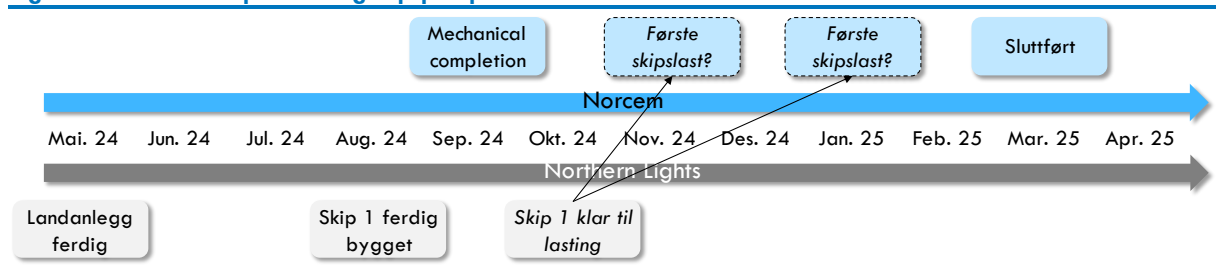 Mechanical
completion
Første
skipslast?
Første
skipslast?
Sluttført
Norcem
Mai. 24 Jun. 24 Jul. 24 Aug. 24 Sep. 24 Okt. 24 Nov. 24 Des. 24 Jan. 25 Feb. 25 Mar. 25 Apr. 25
Northern Lights
Landanlegg
ferdig
Skip 1 ferdig
bygget
Skip 1 klar til
lasting